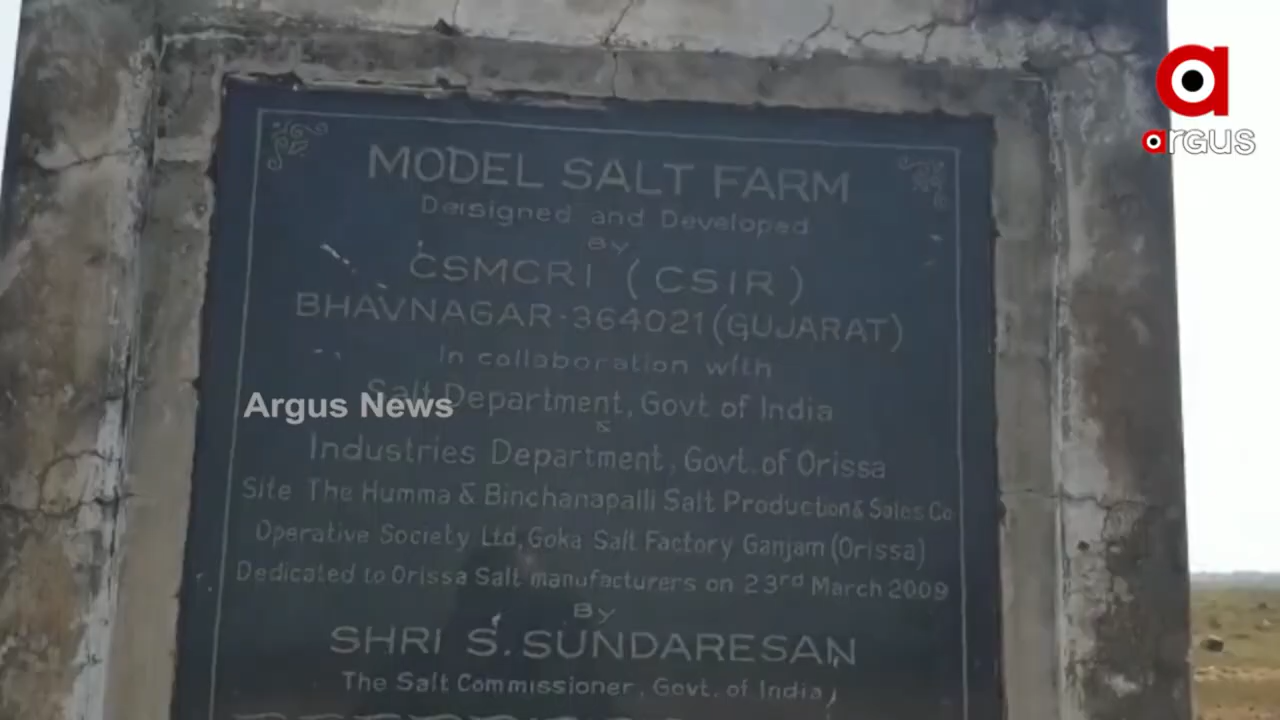 argus
MODEL SALT FARM
Deisigned and Developed
BY
CSMCRI (CSIR)
BHAVNAGAR-364021(GUJARAT)
In collaboration with
Salt Department, Govt of India
&
Industries Department, Govt. of Orissa
Site The Humma & Binchanapalli Salt Production & Sales Co
Operative Society Ltd, Goka Salt Factory Ganjam (Orissa)
Dedicated to Orissa Salt manufacturers on 23rd March 2009
By
SHRI S. SUNDARESAN
The Salt Commissioner, Govt. of India
Argus News